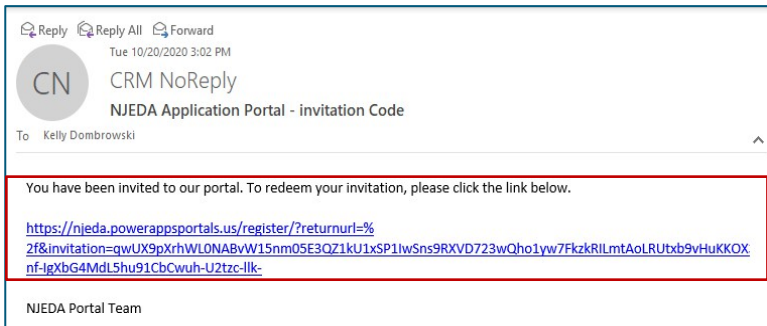 Reply Reply All Forward
Tue 10/20/2020 3:02 PM
CN
CRM NoReply
NJEDA Application Portal - invitation Code
To Kelly Dombrowski
You have been invited to our portal. To redeem your invitation, please click the link below.
https://njeda.powerappsportals.us/register/?returnurl=%
2f&invitation=qwUX9pXrhWL0NABvW15nm05E3QZ1kU1xSP1IwSns9RXVD723wQho1yw7FkzkRILmtAoLRUtxb9vHuKKOX
nf-IgXbG4MdL5hu91CbCwuh-U2tzc-llk-
NJEDA Portal Team